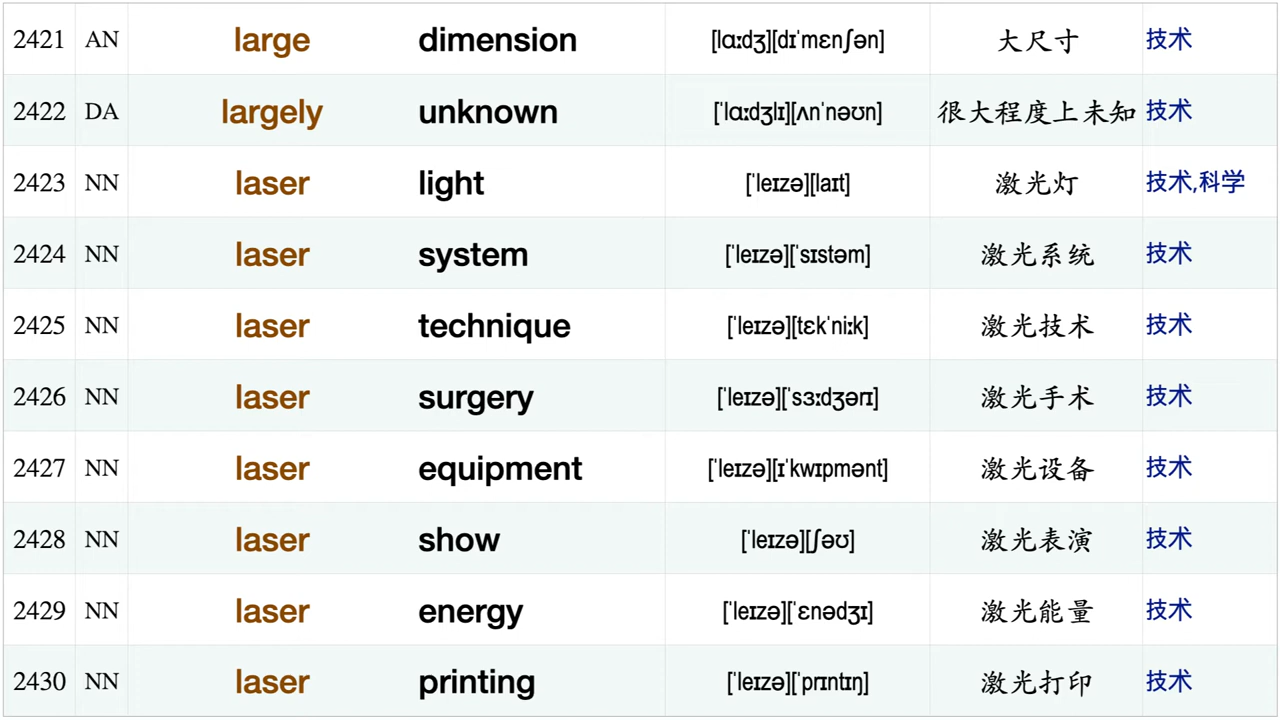 2421 AN large dimension [lɑːdʒ][dɪˈmɛnʃən] 大尺寸 技术
2422 DA largely unknown [ˈlɑːdʒlɪ][ʌnˈnəʊn] 很大程度上未知 技术
2423 NN laser light [ˈleɪzə][laɪt] 激光灯 技术,科学
2424 NN laser system [ˈleɪzə][ˈsɪstəm] 激光系统 技术
2425 NN laser technique [ˈleɪzə][tɛkˈniːk] 激光技术 技术
2426 NN laser surgery [ˈleɪzə][ˈsɜːdʒərɪ] 激光手术 技术
2427 NN laser equipment [ˈleɪzə][ɪˈkwɪpmənt] 激光设备 技术
2428 NN laser show [ˈleɪzə][ʃəʊ] 激光表演 技术
2429 NN laser energy [ˈleɪzə][ˈɛnədʒɪ] 激光能量 技术
2430 NN laser printing [ˈleɪzə][ˈprɪntɪŋ] 激光打印 技术